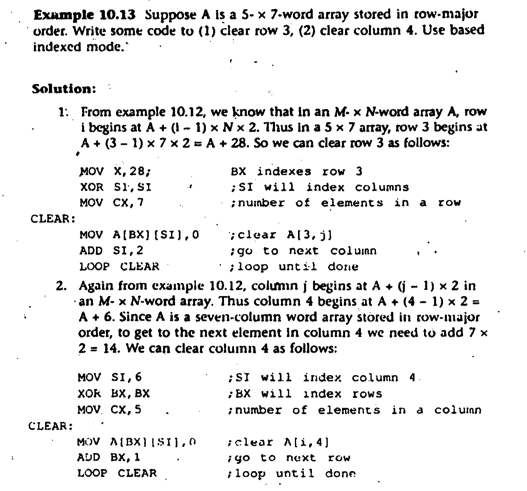 Example 10.13 Suppose A is a 5- × 7-word array stored in row-major
order. Write some code to (1) clear row 3, (2) clear column 4. Use based
indexed mode.
Solution:
1. From example 10.12, we know that in an M- × N-word array A, row
i begins at A + (i − 1) × N × 2. Thus in a 5 × 7 array, row 3 begins at
A + (3 − 1) × 7 × 2 = A + 28. So we can clear row 3 as follows:
MOV X,28; BX indexes row 3
XOR SI,SI ;SI will index columns
MOV CX,7 ;number of elements in a row
CLEAR:
MOV A[BX][SI],0 ;clear A[3,j]
ADD SI,2 ;go to next column
LOOP CLEAR ;loop until done
2. Again from example 10.12, column j begins at A + (j − 1) × 2 in
an M- × N-word array. Thus column 4 begins at A + (4 − 1) × 2 =
A + 6. Since A is a seven-column word array stored in row-major
order, to get to the next element in column 4 we need to add 7 ×
2 = 14. We can clear column 4 as follows:
MOV SI,6 ;SI will index column 4
XOR BX,BX ;BX will index rows
MOV CX,5 ;number of elements in a column
CLEAR:
MOV A[BX][SI],0 ;clear A[i,4]
ADD BX,1 ;go to next row
LOOP CLEAR ;loop until done